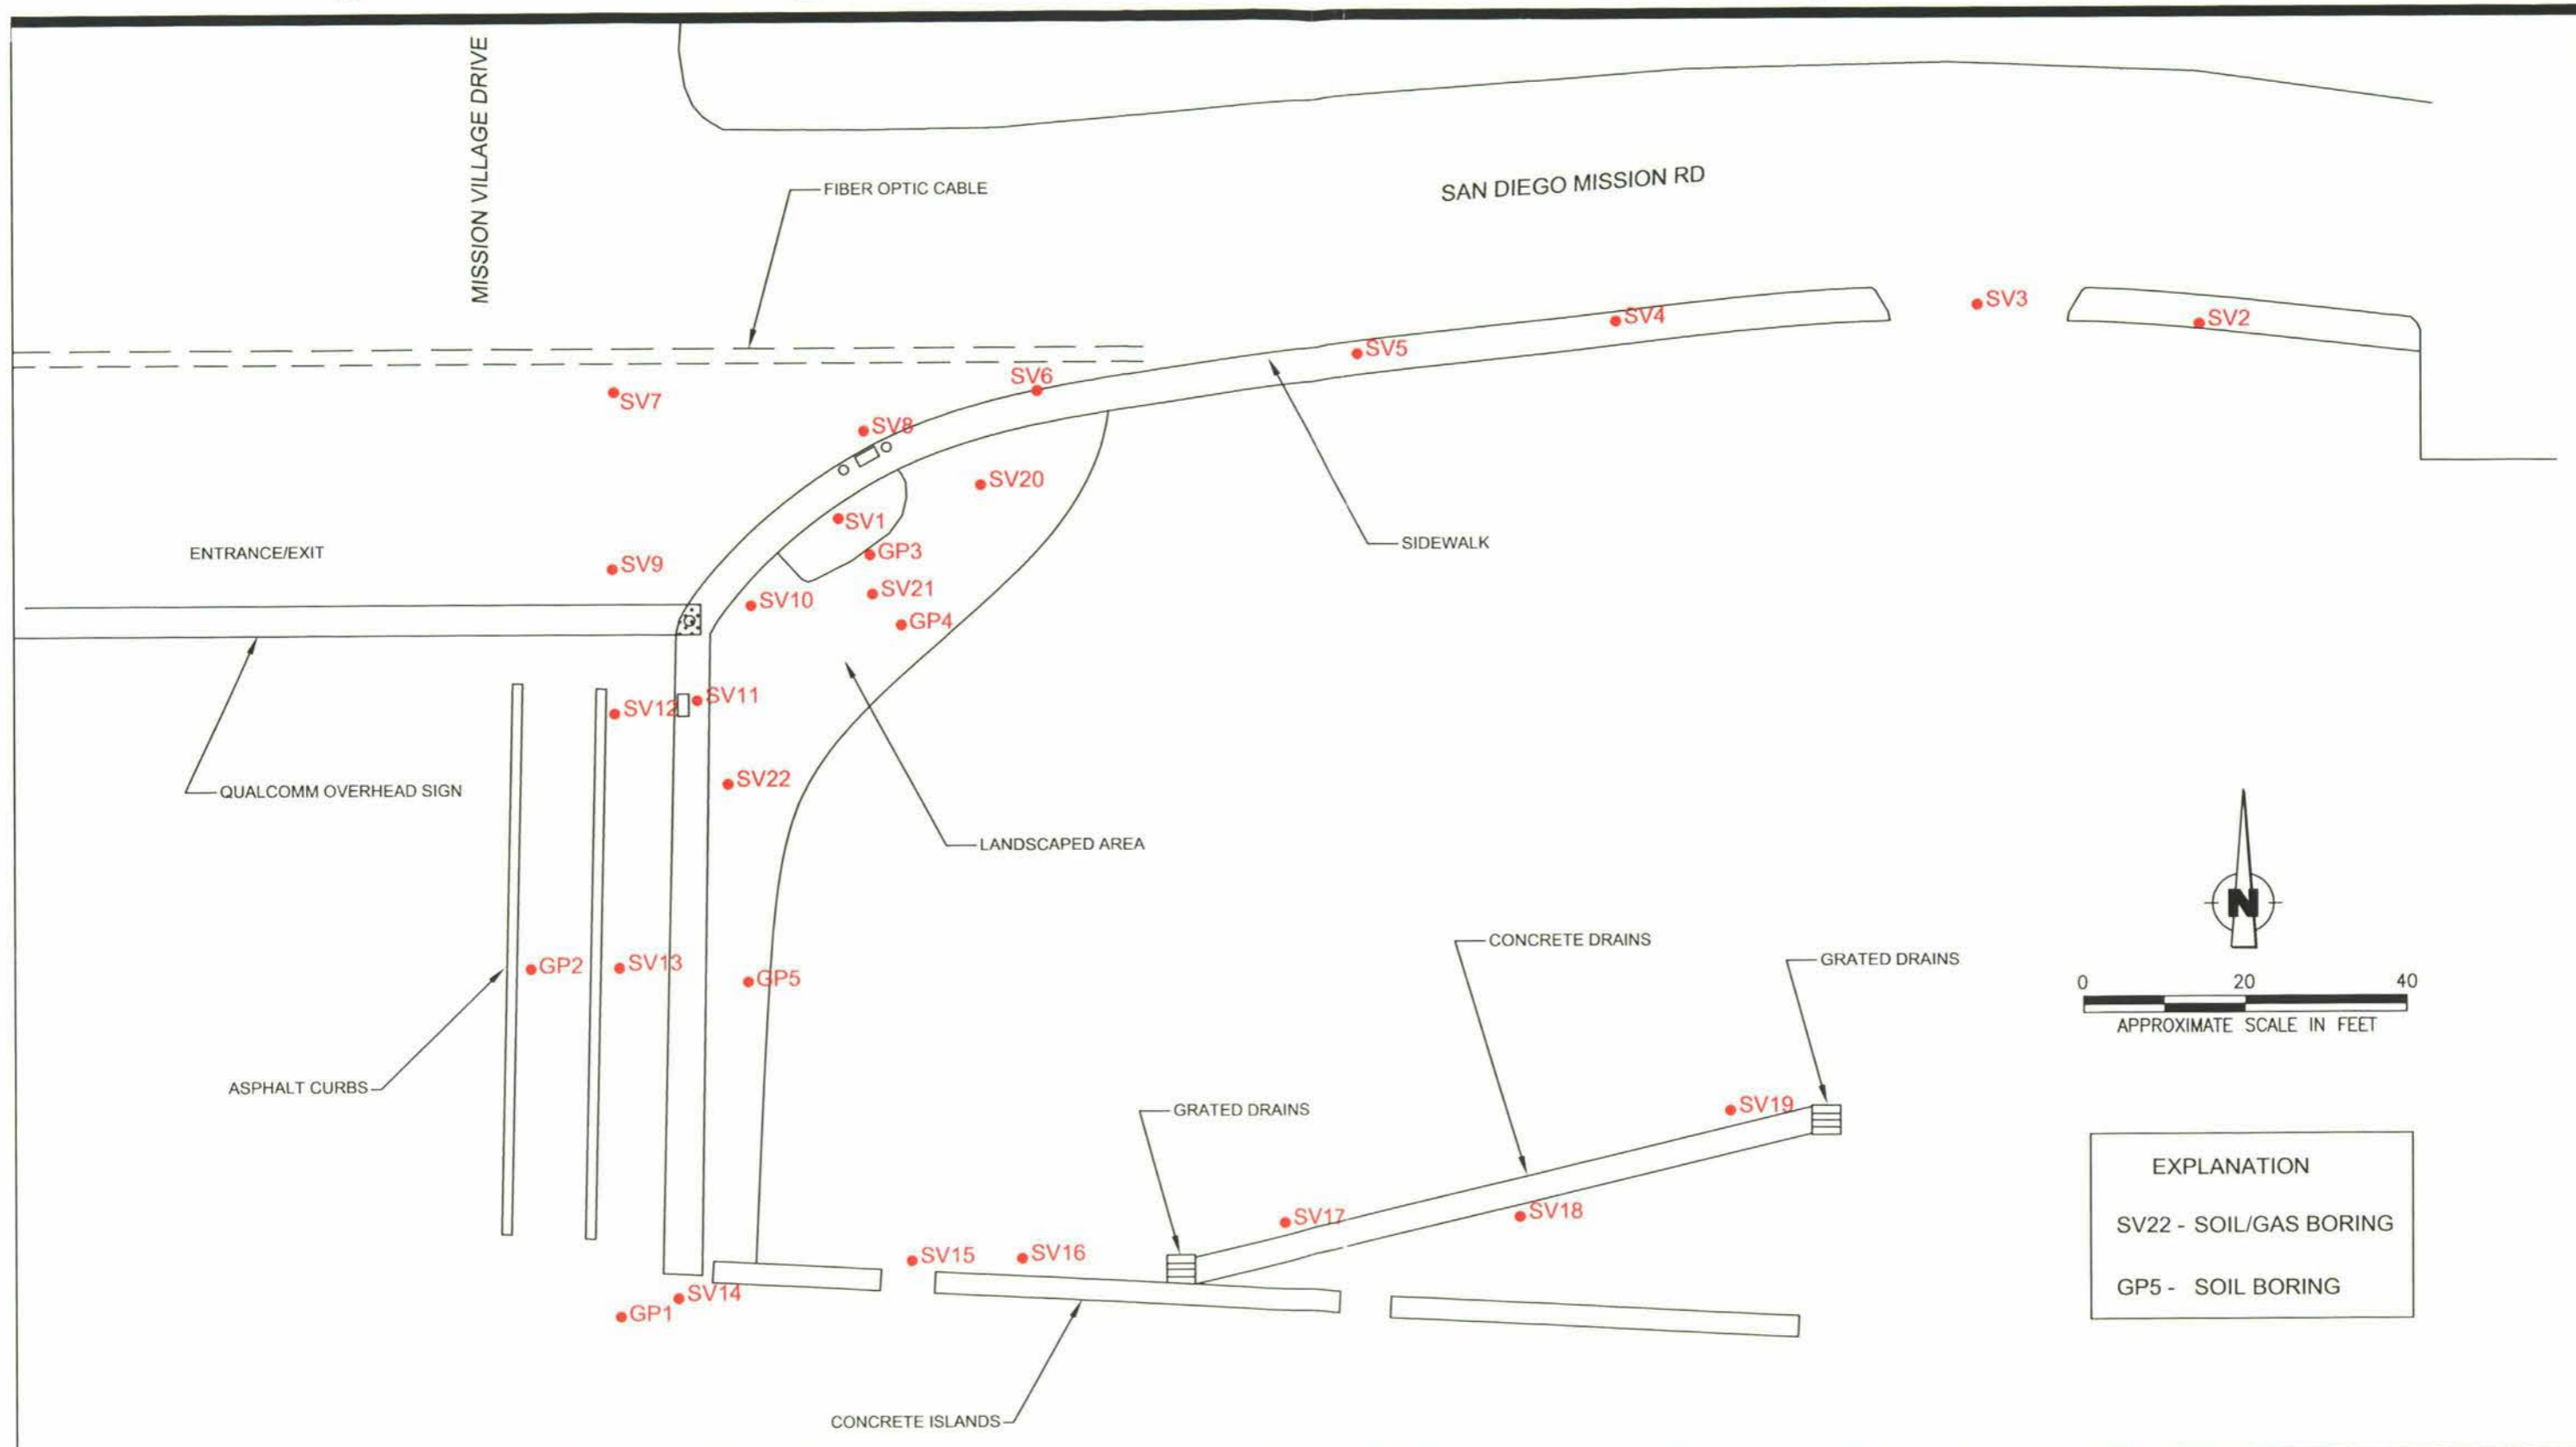 MISSION VILLAGE DRIVE
FIBER OPTIC CABLE
SAN DIEGO MISSION RD
SV3
SV4
SV2
SV5
SV6
SV7
SV8
SV20
SV1
SIDEWALK
ENTRANCE/EXIT
GP3
SV9
SV21
SV10
GP4
SV11
SV12
SV22
QUALCOMM OVERHEAD SIGN
LANDSCAPED AREA
N
CONCRETE DRAINS
GRATED DRAINS
GP2
SV13
GP5
0 20 40
APPROXIMATE SCALE IN FEET
ASPHALT CURBS
GRATED DRAINS
SV19
EXPLANATION
SV22 - SOIL/GAS BORING
GP5 - SOIL BORING
SV17
SV18
SV15
SV16
SV14
GP1
CONCRETE ISLANDS